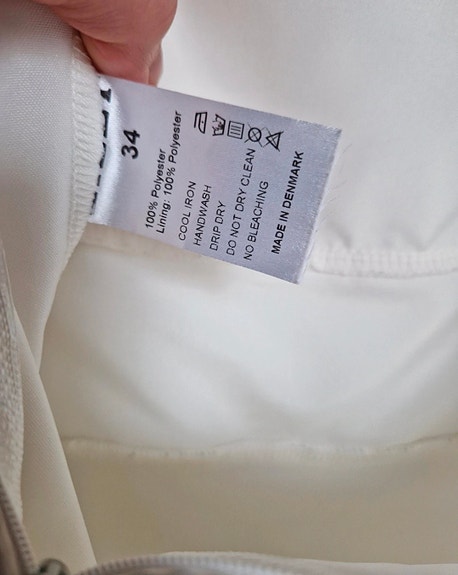 34
100% Polyester
Lining: 100% Polyester
COOL IRON
HANDWASH
DRIP DRY
DO NOT DRY CLEAN
NO BLEACHING
MADE IN DENMARK